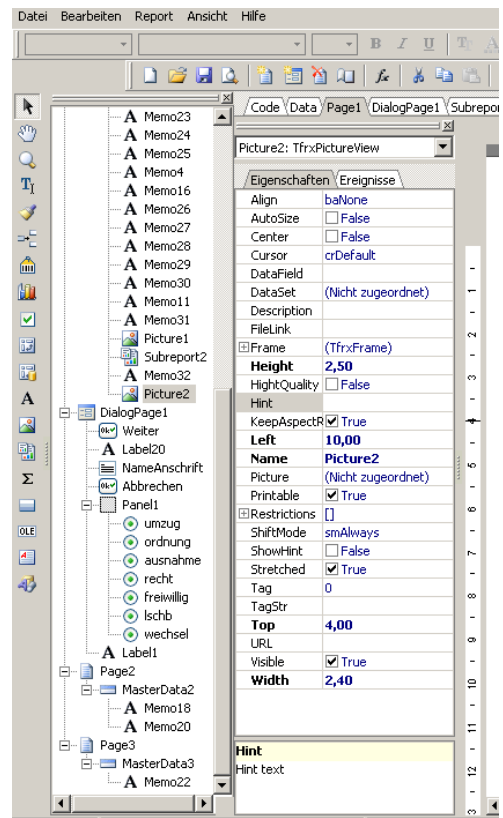 Datei Bearbeiten Report Ansicht Hilfe
B I U T A
fx
Code Data Page1 DialogPage1 Subrepor
Memo23
Memo24
Memo25
Memo4
Memo16
Memo26
Memo27
Memo28
Memo29
Memo30
Memo11
Memo31
Picture1
Subreport2
Memo32
Picture2
DialogPage1
Weiter
Label20
NameAnschrift
Abbrechen
Panel1
umzug
ordnung
ausnahme
recht
freiwillig
lschb
wechsel
Label1
Page2
MasterData2
Memo18
Memo20
Page3
MasterData3
Memo22
Picture2: TfrxPictureView
Eigenschaften Ereignisse
Align baNone
AutoSize False
Center False
Cursor crDefault
DataField
DataSet (Nicht zugeordnet)
Description
FileLink
Frame (TfrxFrame)
Height 2,50
HightQuality False
Hint
KeepAspectR True
Left 10,00
Name Picture2
Picture (Nicht zugeordnet)
Printable True
Restrictions []
ShiftMode smAlways
ShowHint False
Stretched True
Tag 0
TagStr
Top 4,00
URL
Visible True
Width 2,40
Hint
Hint text
1
2
3
4
5
6
7
8
9
10
11
12